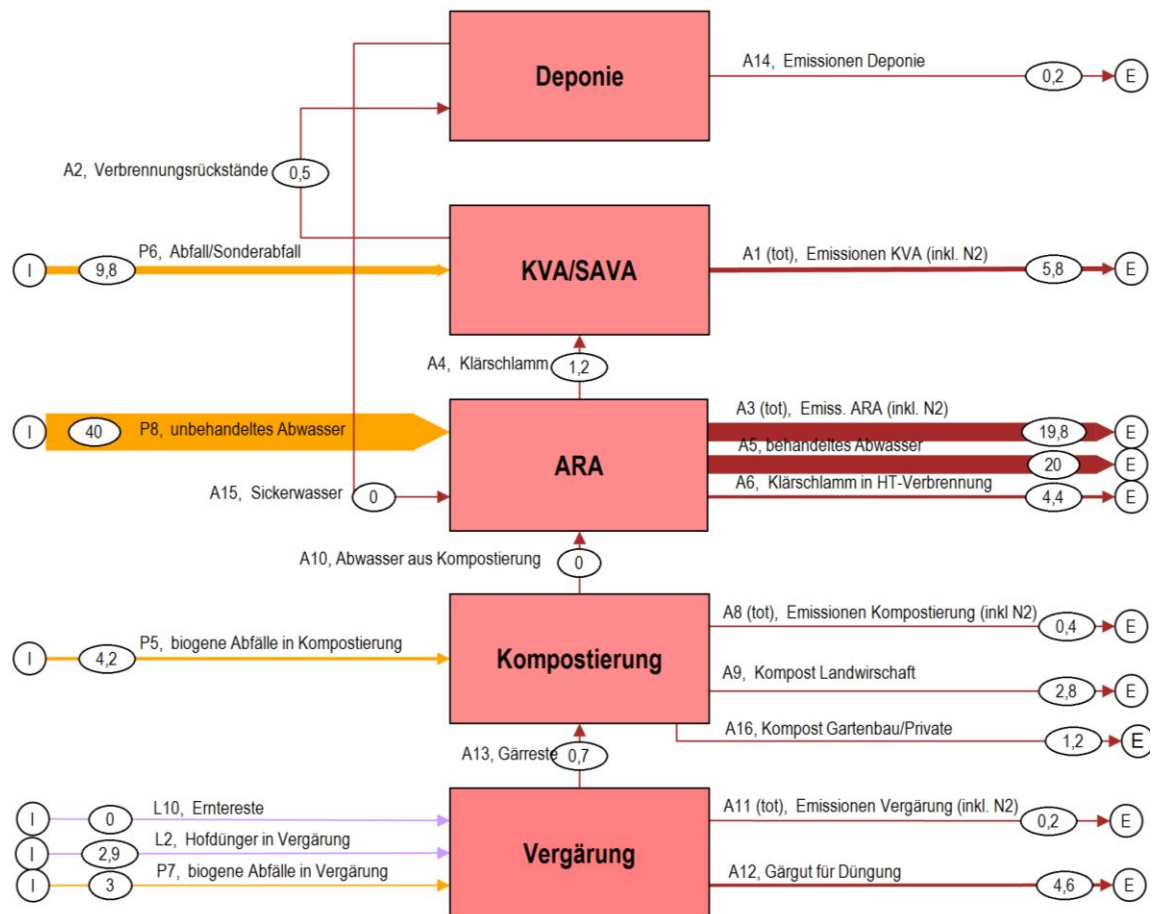 Deponie
A14, Emissionen Deponie
0,2
E
A2, Verbrennungsrückstände
0,5
P6, Abfall/Sonderabfall
I
9,8
KVA/SAVA
A1 (tot), Emissionen KVA (inkl. N2)
5,8
E
A4, Klärschlamm
1,2
I
40
P8, unbehandeltes Abwasser
ARA
A3 (tot), Emiss. ARA (inkl. N2)
19,8
E
A5, behandeltes Abwasser
20
E
A6, Klärschlamm in HT-Verbrennung
4,4
E
A15, Sickerwasser
0
A10, Abwasser aus Kompostierung
0
P5, biogene Abfälle in Kompostierung
I
4,2
Kompostierung
A8 (tot), Emissionen Kompostierung (inkl N2)
0,4
E
A9, Kompost Landwirschaft
2,8
E
A16, Kompost Gartenbau/Private
1,2
E
A13, Gärreste
0,7
L10, Erntereste
I
0
L2, Hofdünger in Vergärung
I
2,9
P7, biogene Abfälle in Vergärung
I
3
Vergärung
A11 (tot), Emissionen Vergärung (inkl. N2)
0,2
E
A12, Gärgut für Düngung
4,6
E